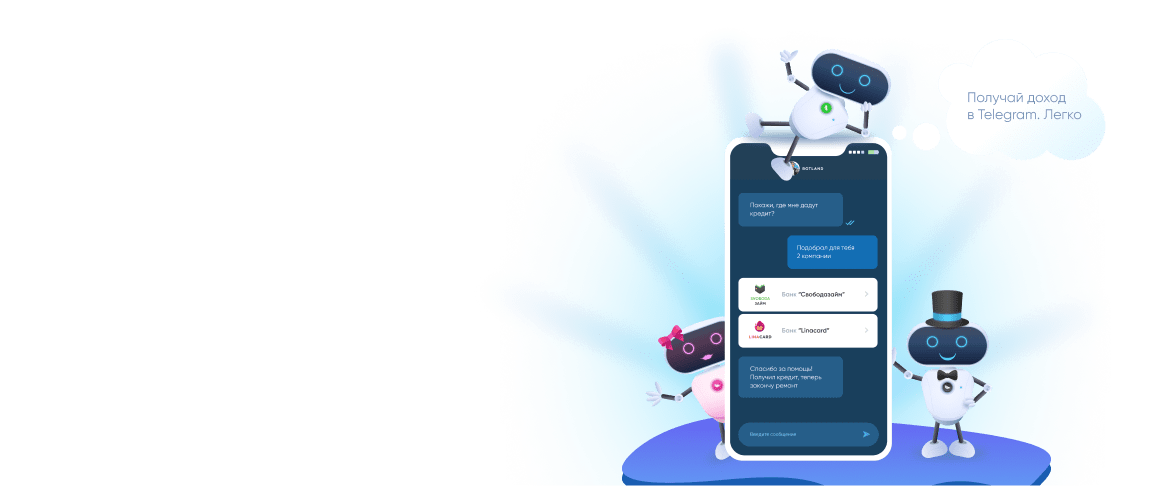 Получай доход
в Telegram. Легко
BOTLAND
Покажи, где мне дадут
кредит?
Подобрал для тебя
2 компании
SVOBODA
ЗАЙМ
Банк "Свободазайм"
LINACARD
Банк "Linacard"
Спасибо за помощь!
Получил кредит, теперь
закончу ремонт
Введите сообщение